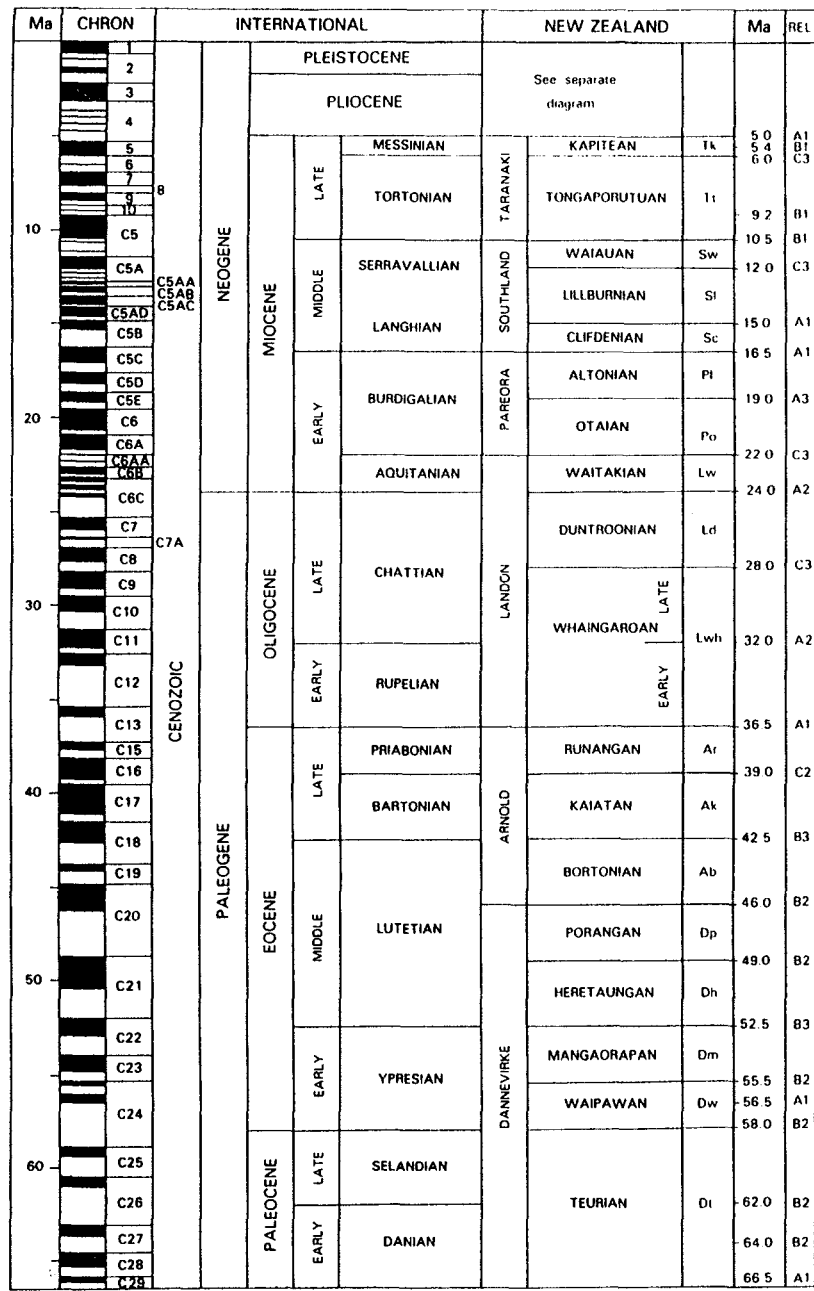 Ma CHRON INTERNATIONAL NEW ZEALAND Ma REL
1
2
3
4
5
6
7
8
9
10
C5
C5A
C5AA
C5AB
C5AC
C5AD
C5B
C5C
C5D
C5E
C6
C6A
C6AA
C6B
C6C
C7
C7A
C8
C9
C10
C11
C12
C13
C15
C16
C17
C18
C19
C20
C21
C22
C23
C24
C25
C26
C27
C28
C29
10
20
30
40
50
60
CENOZOIC
NEOGENE
PALEOGENE
PLEISTOCENE
PLIOCENE
MIOCENE
OLIGOCENE
EOCENE
PALEOCENE
LATE
MIDDLE
EARLY
LATE
EARLY
LATE
MIDDLE
EARLY
LATE
EARLY
MESSINIAN
TORTONIAN
SERRAVALLIAN
LANGHIAN
BURDIGALIAN
AQUITANIAN
CHATTIAN
RUPELIAN
PRIABONIAN
BARTONIAN
LUTETIAN
YPRESIAN
SELANDIAN
DANIAN
See separate
diagram
TARANAKI
SOUTHLAND
PAREORA
LANDON
ARNOLD
DANNEVIRKE
KAPITEAN Tk
TONGAPORUTUAN Tt
WAIAUAN Sw
LILLBURNIAN Sl
CLIFDENIAN Sc
ALTONIAN Pl
OTAIAN Po
WAITAKIAN Lw
DUNTROONIAN Ld
WHAINGAROAN Lwh
LATE
EARLY
RUNANGAN Ar
KAIATAN Ak
BORTONIAN Ab
PORANGAN Dp
HERETAUNGAN Dh
MANGAORAPAN Dm
WAIPAWAN Dw
TEURIAN Dt
5 0 A1
5 4 B1
6 0 C3
9 2 B1
10 5 B1
12 0 C3
15 0 A1
16 5 A1
19 0 A3
22 0 C3
24 0 A2
28 0 C3
32 0 A2
36 5 A1
39 0 C2
42 5 B3
46 0 B2
49 0 B2
52 5 B3
55 5 B2
56 5 A1
58 0 B2
62 0 B2
64 0 B2
66 5 A1